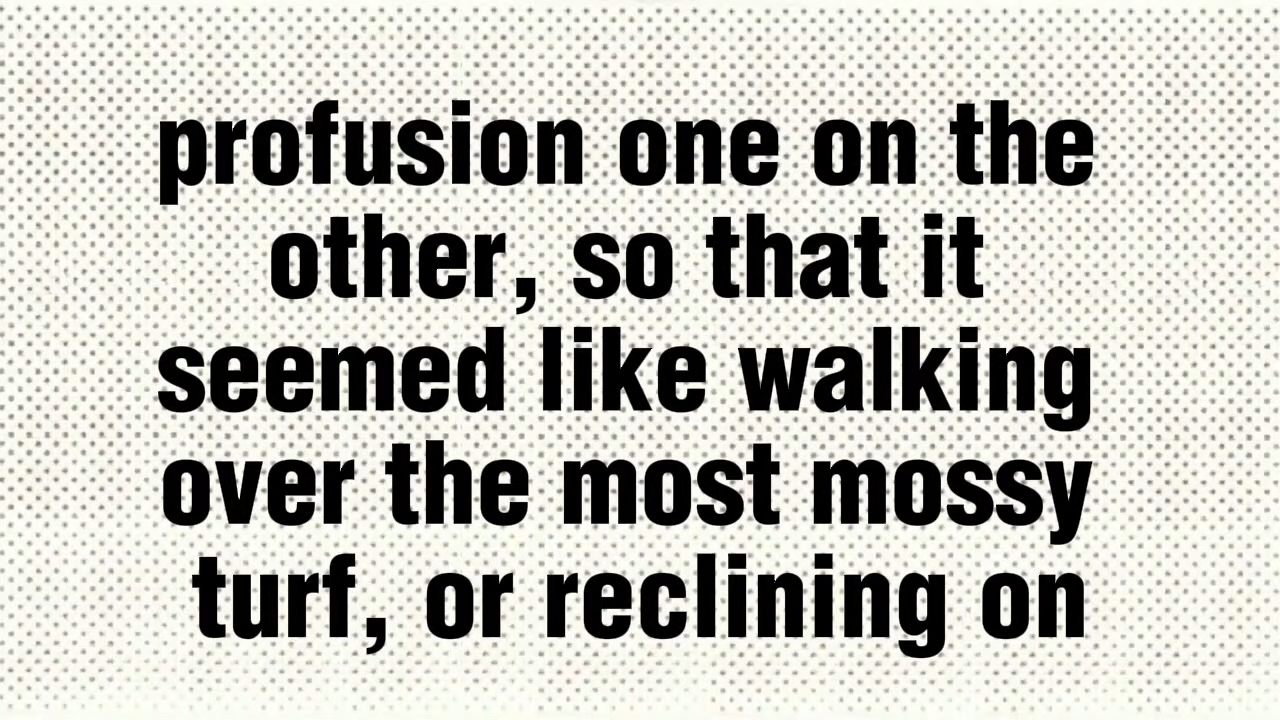 profusion one on the
other, so that it
seemed like walking
over the most mossy
turf, or reclining on